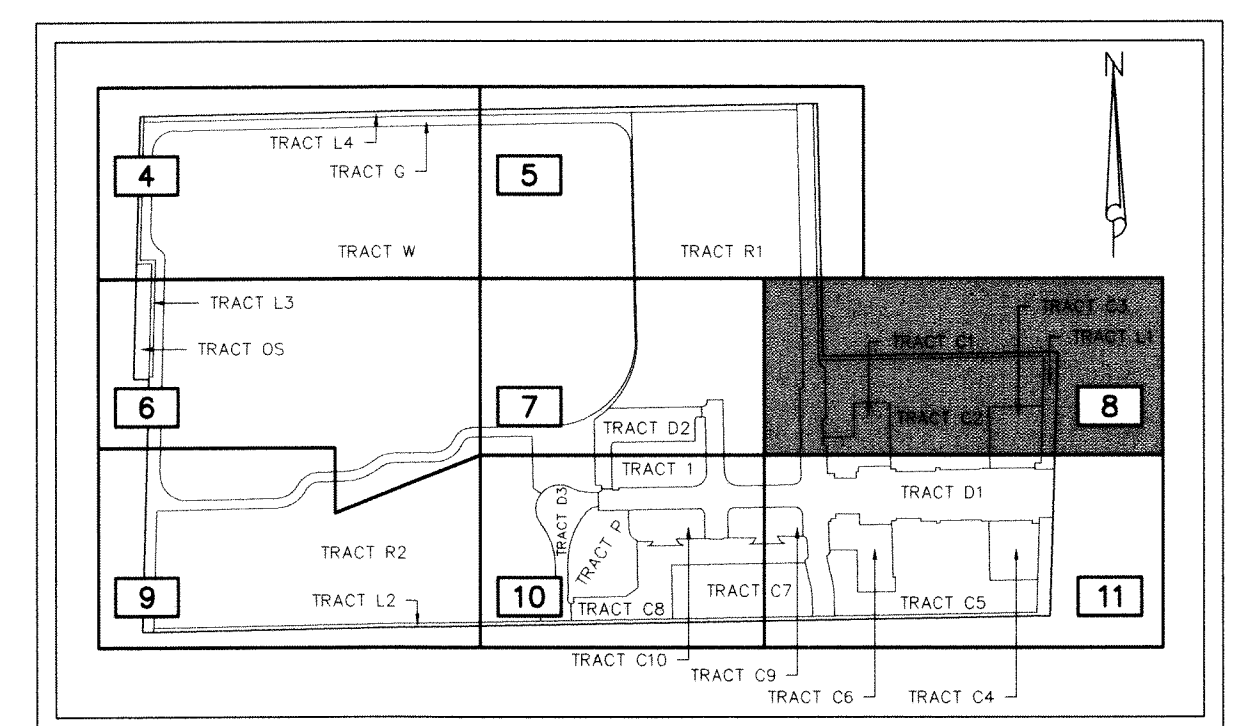 N
TRACT L4
4
TRACT G
5
TRACT W
TRACT R1
TRACT L3
TRACT C3
TRACT C1
TRACT L1
TRACT OS
6
7
TRACT C2
8
TRACT D2
TRACT 1
TRACT D1
TRACT D3
TRACT P
TRACT R2
9
TRACT L2
10
TRACT C8
TRACT C7
TRACT C5
11
TRACT C10
TRACT C9
TRACT C6
TRACT C4